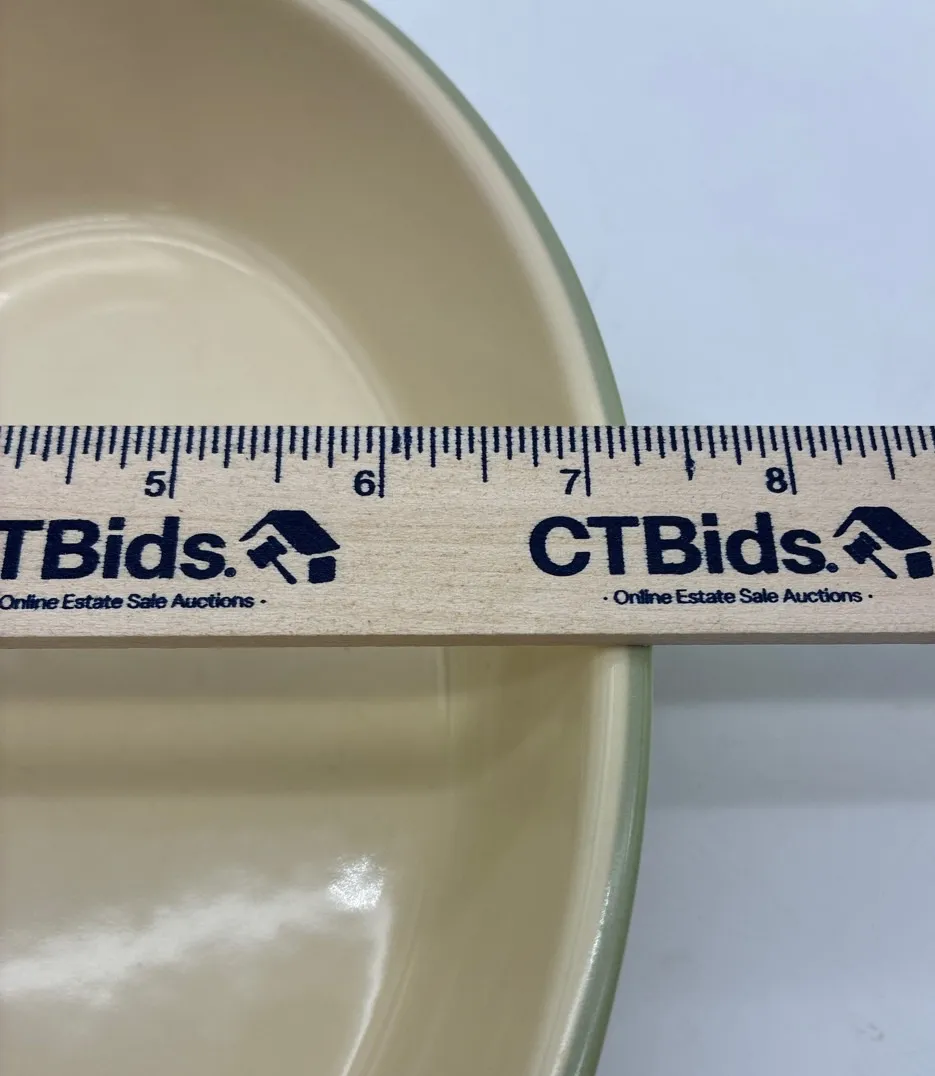 5 6 7 8
TBids. CTBids.
Online Estate Sale Auctions · · Online Estate Sale Auctions ·